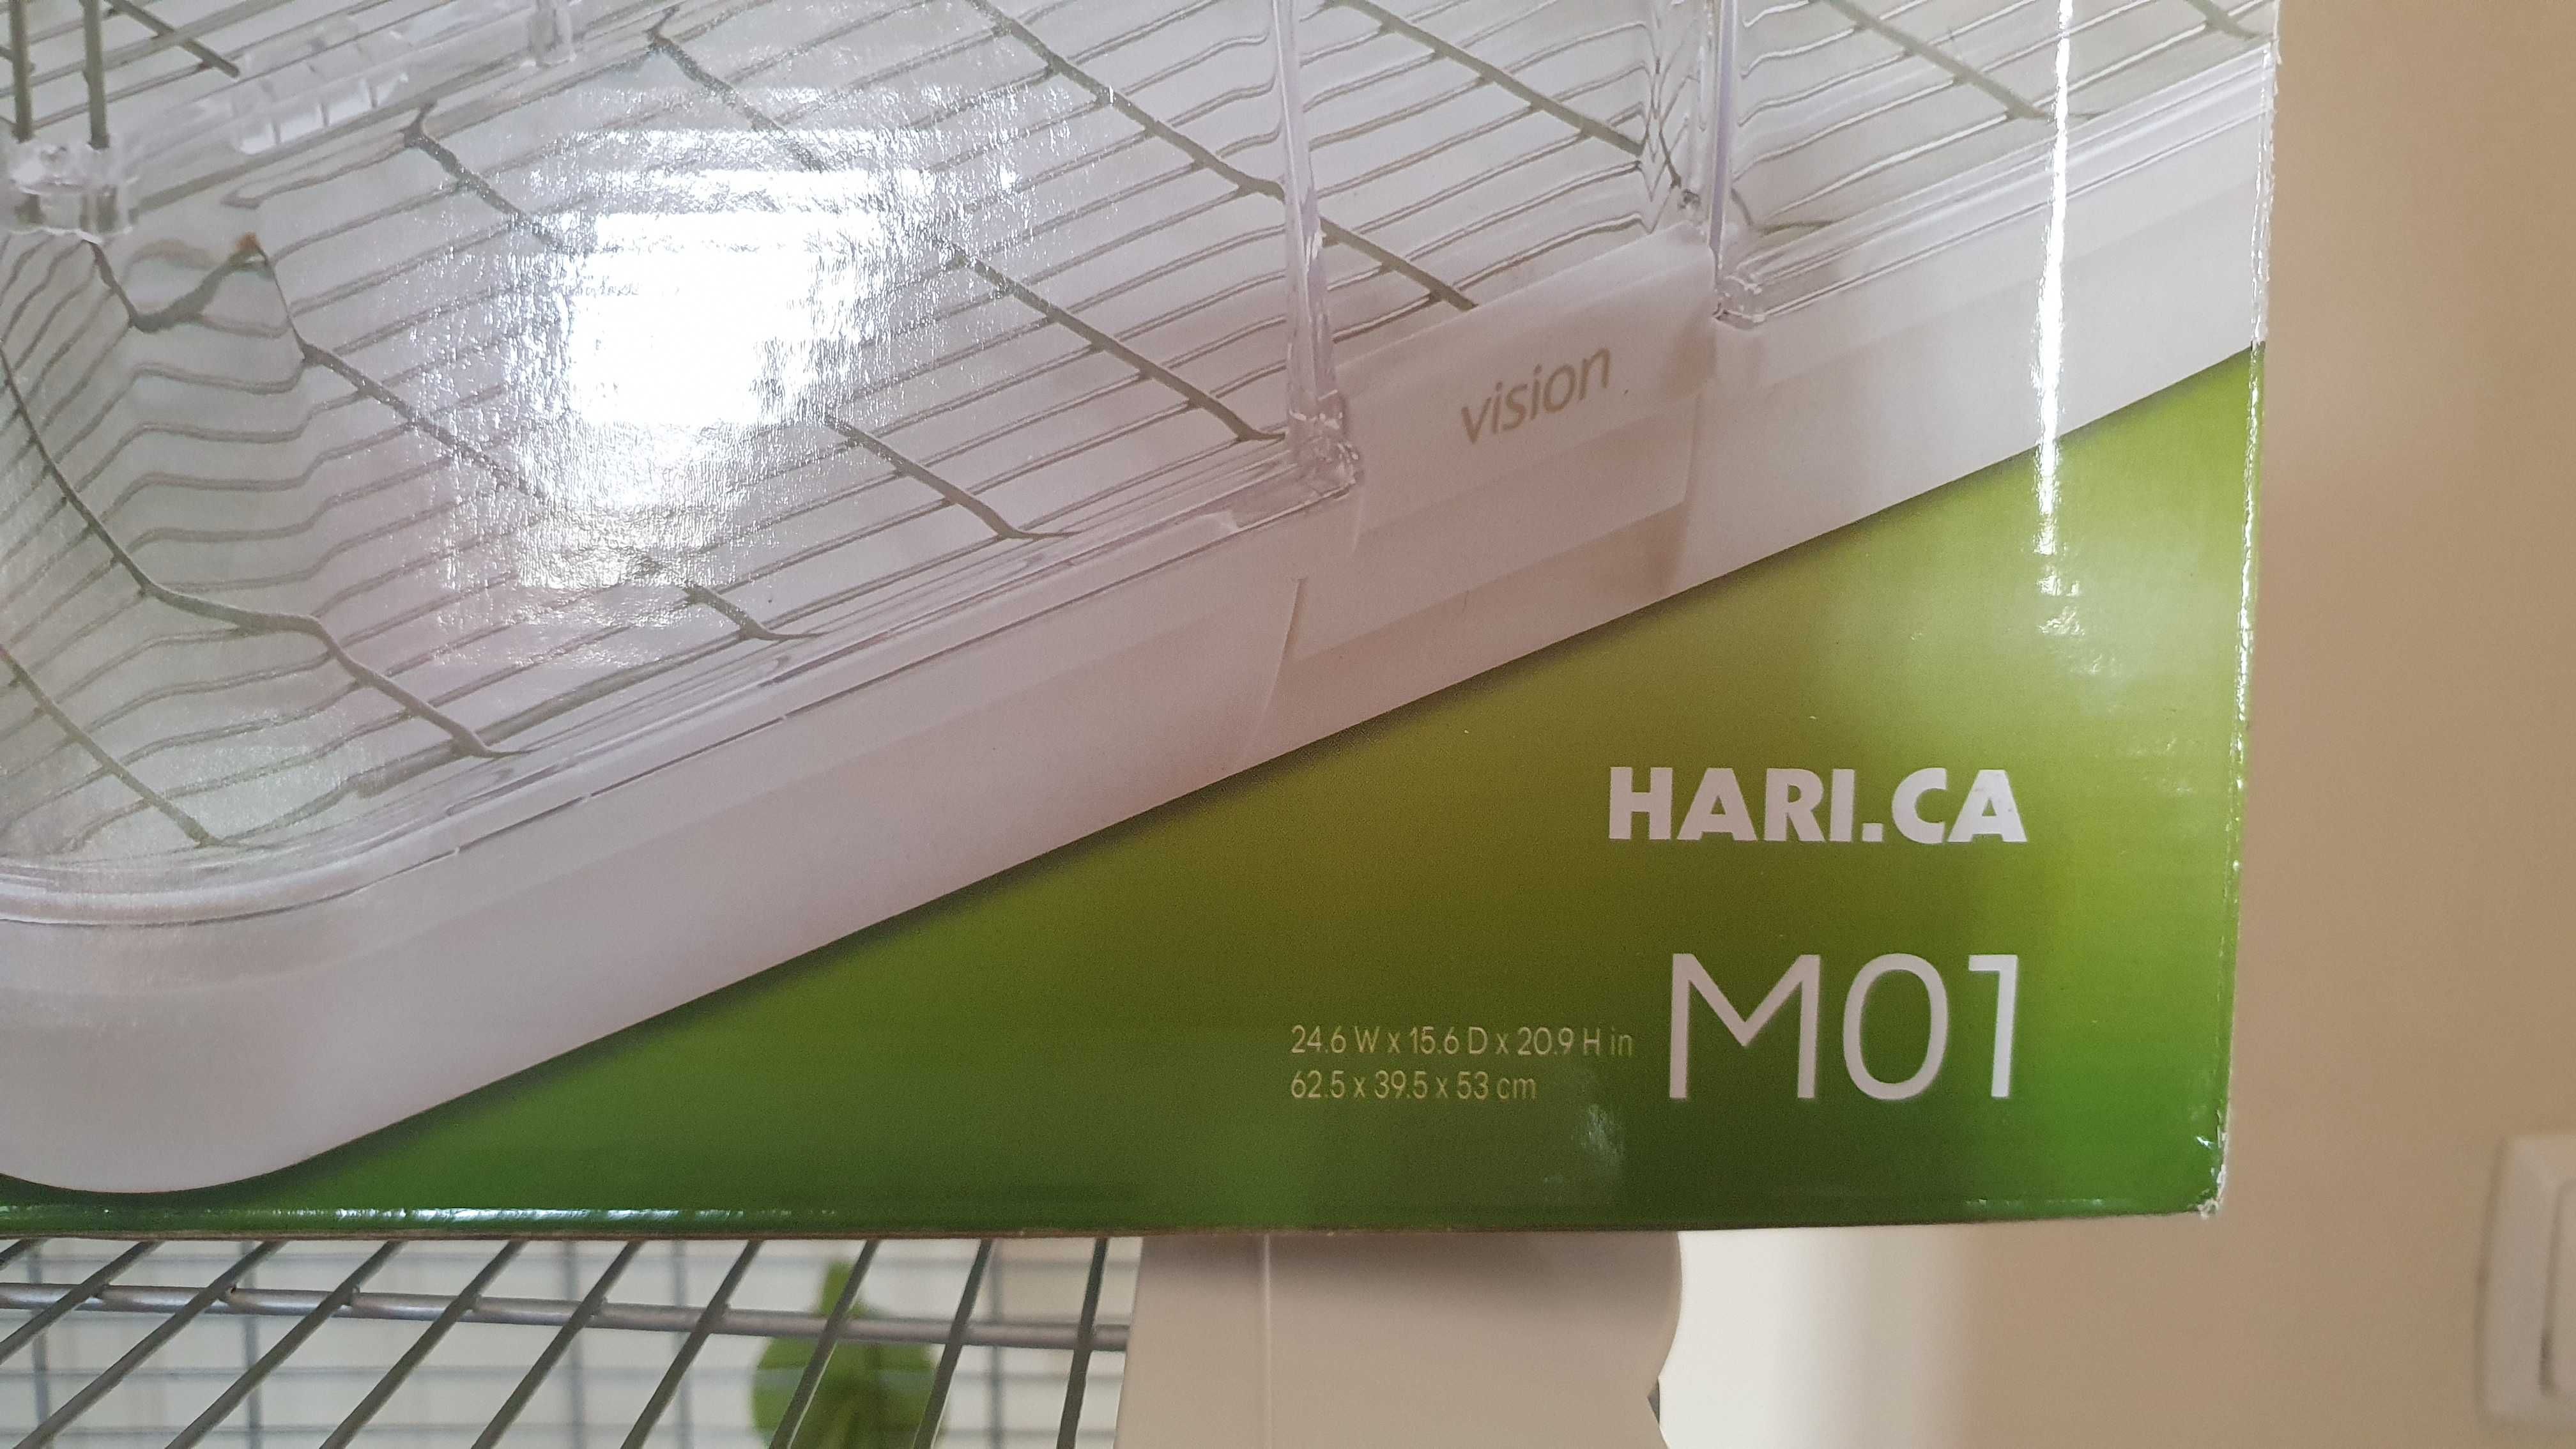 vision
HARI.CA
24.6 W x 15.6 D x 20.9 H in
62.5 x 39.5 x 53 cm
M01